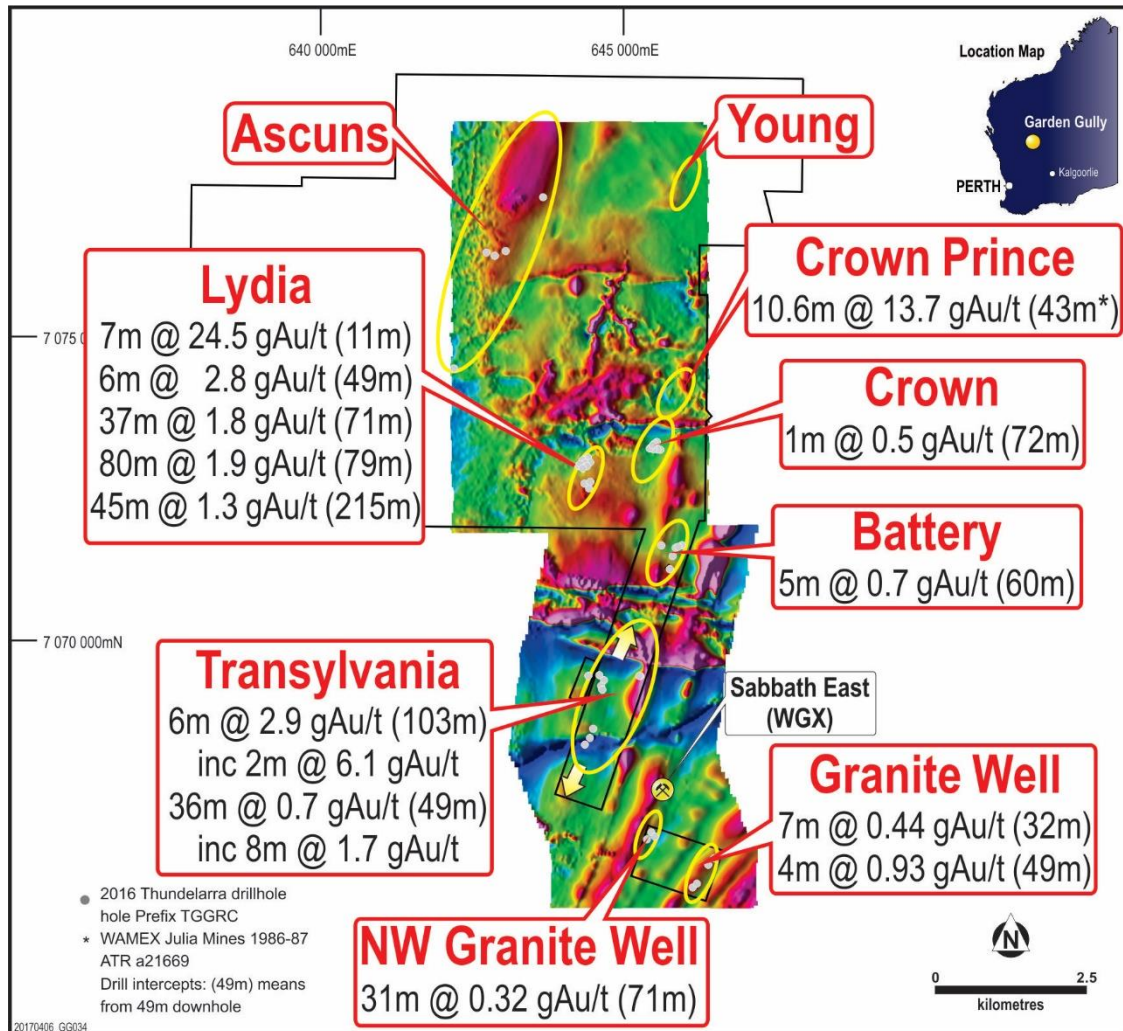 640 000mE
645 000mE
Location Map
Garden Gully
Kalgoorlie
PERTH
Ascuns
Young
Lydia
7m @ 24.5 gAu/t (11m)
6m @ 2.8 gAu/t (49m)
37m @ 1.8 gAu/t (71m)
80m @ 1.9 gAu/t (79m)
45m @ 1.3 gAu/t (215m)
Crown Prince
10.6m @ 13.7 gAu/t (43m*)
7 075 0
Crown
1m @ 0.5 gAu/t (72m)
Battery
5m @ 0.7 gAu/t (60m)
7 070 000mN
Transylvania
6m @ 2.9 gAu/t (103m)
inc 2m @ 6.1 gAu/t
36m @ 0.7 gAu/t (49m)
inc 8m @ 1.7 gAu/t
Sabbath East
(WGX)
Granite Well
7m @ 0.44 gAu/t (32m)
4m @ 0.93 gAu/t (49m)
NW Granite Well
31m @ 0.32 gAu/t (71m)
2016 Thundelarra drillhole
hole Prefix TGGRC
* WAMEX Julia Mines 1986-87
ATR a21669
Drill intercepts: (49m) means
from 49m downhole
N
0 2.5
kilometres
20170406_GG034